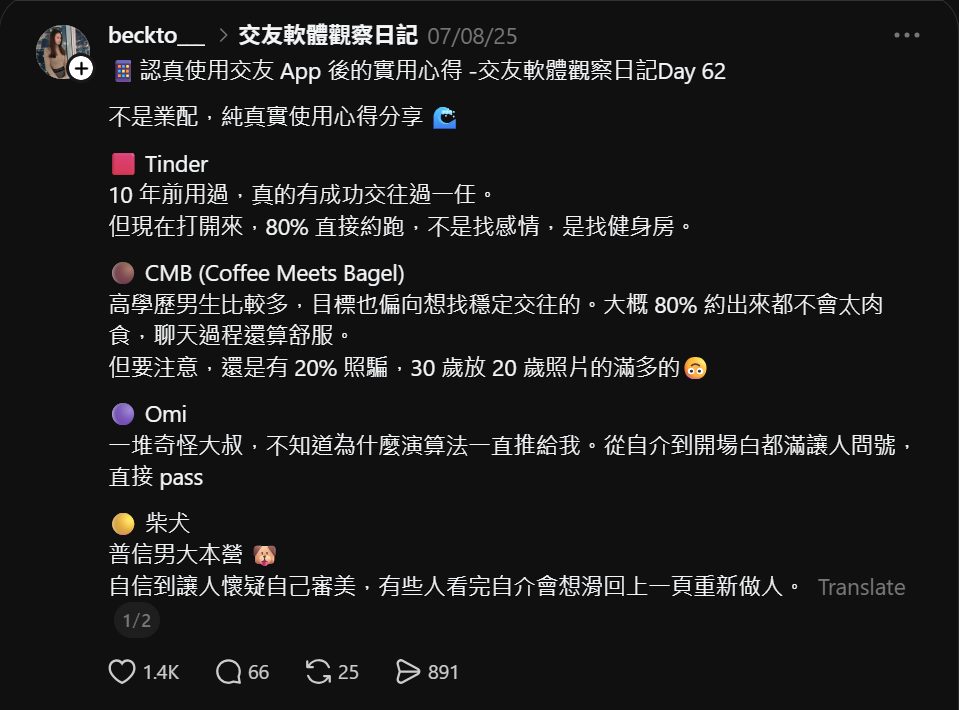 beckto___ > 交友軟體觀察日記 07/08/25
📱 認真使用交友 App 後的實用心得 -交友軟體觀察日記Day 62
不是業配，純真實使用心得分享 🌊
🟥 Tinder
10 年前用過，真的有成功交往過一任。
但現在打開來，80% 直接約跑，不是找感情，是找健身房。
🟤 CMB (Coffee Meets Bagel)
高學歷男生比較多，目標也偏向想找穩定交往的。大概 80% 約出來都不會太肉
食，聊天過程還算舒服。
但要注意，還是有 20% 照騙，30 歲放 20 歲照片的滿多的🙃
🟣 Omi
一堆奇怪大叔，不知道為什麼演算法一直推給我。從自介到開場白都滿讓人問號，
直接 pass
🟡 柴犬
普信男大本營 🐶
自信到讓人懷疑自己審美，有些人看完自介會想滑回上一頁重新做人。 Translate
1/2
1.4K 66 25 891